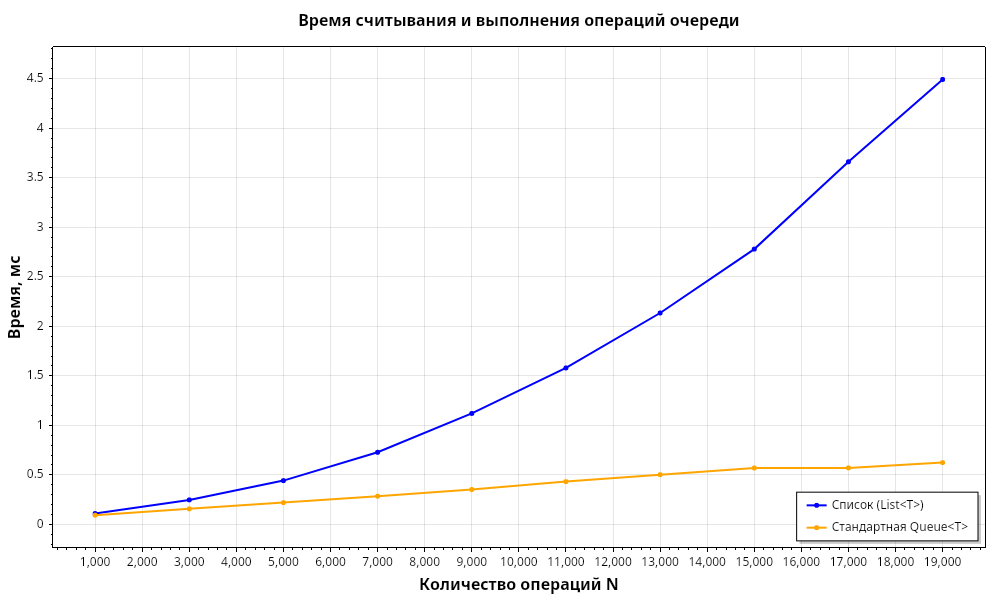 Время считывания и выполнения операций очереди
Время, мс
4.5
4
3.5
3
2.5
2
1.5
1
0.5
0
1,000 2,000 3,000 4,000 5,000 6,000 7,000 8,000 9,000 10,000 11,000 12,000 13,000 14,000 15,000 16,000 17,000 18,000 19,000
Количество операций N
Список (List<T>)
Стандартная Queue<T>